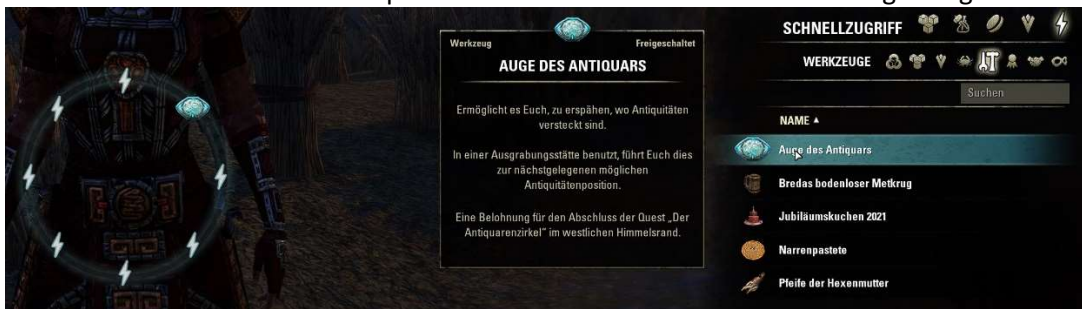 Werkzeug
Freigeschaltet
AUGE DES ANTIQUARS
Ermöglicht es Euch, zu erspähen, wo Antiquitäten
versteckt sind.
In einer Ausgrabungsstätte benutzt, führt Euch dies
zur nächstgelegenen möglichen
Antiquitätenposition.
Eine Belohnung für den Abschluss der Quest „Der
Antiquarenzirkel“ im westlichen Himmelsrand.
SCHNELLZUGRIFF
WERKZEUGE
Suchen
NAME
Auge des Antiquars
Bredas bodenloser Metkrug
Jubiläumskuchen 2021
Narrenpastete
Pfeife der Hexenmutter